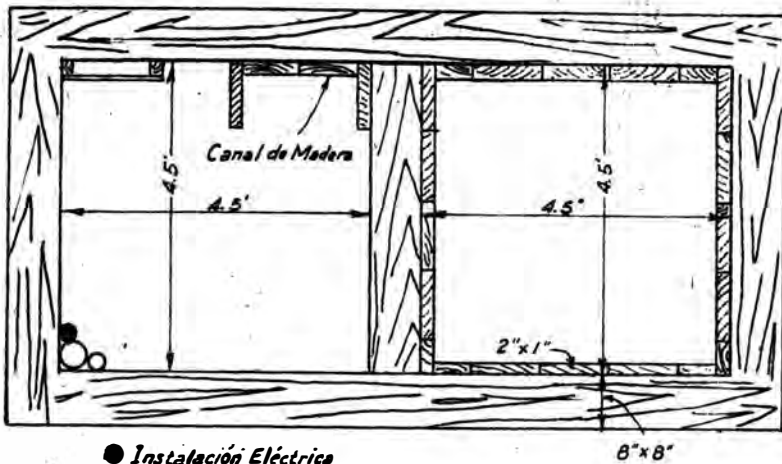 Canal de Madera
4.5'
4.5'
4.5'
4.5'
2"x1"
● Instalación Eléctrica
8"x8"